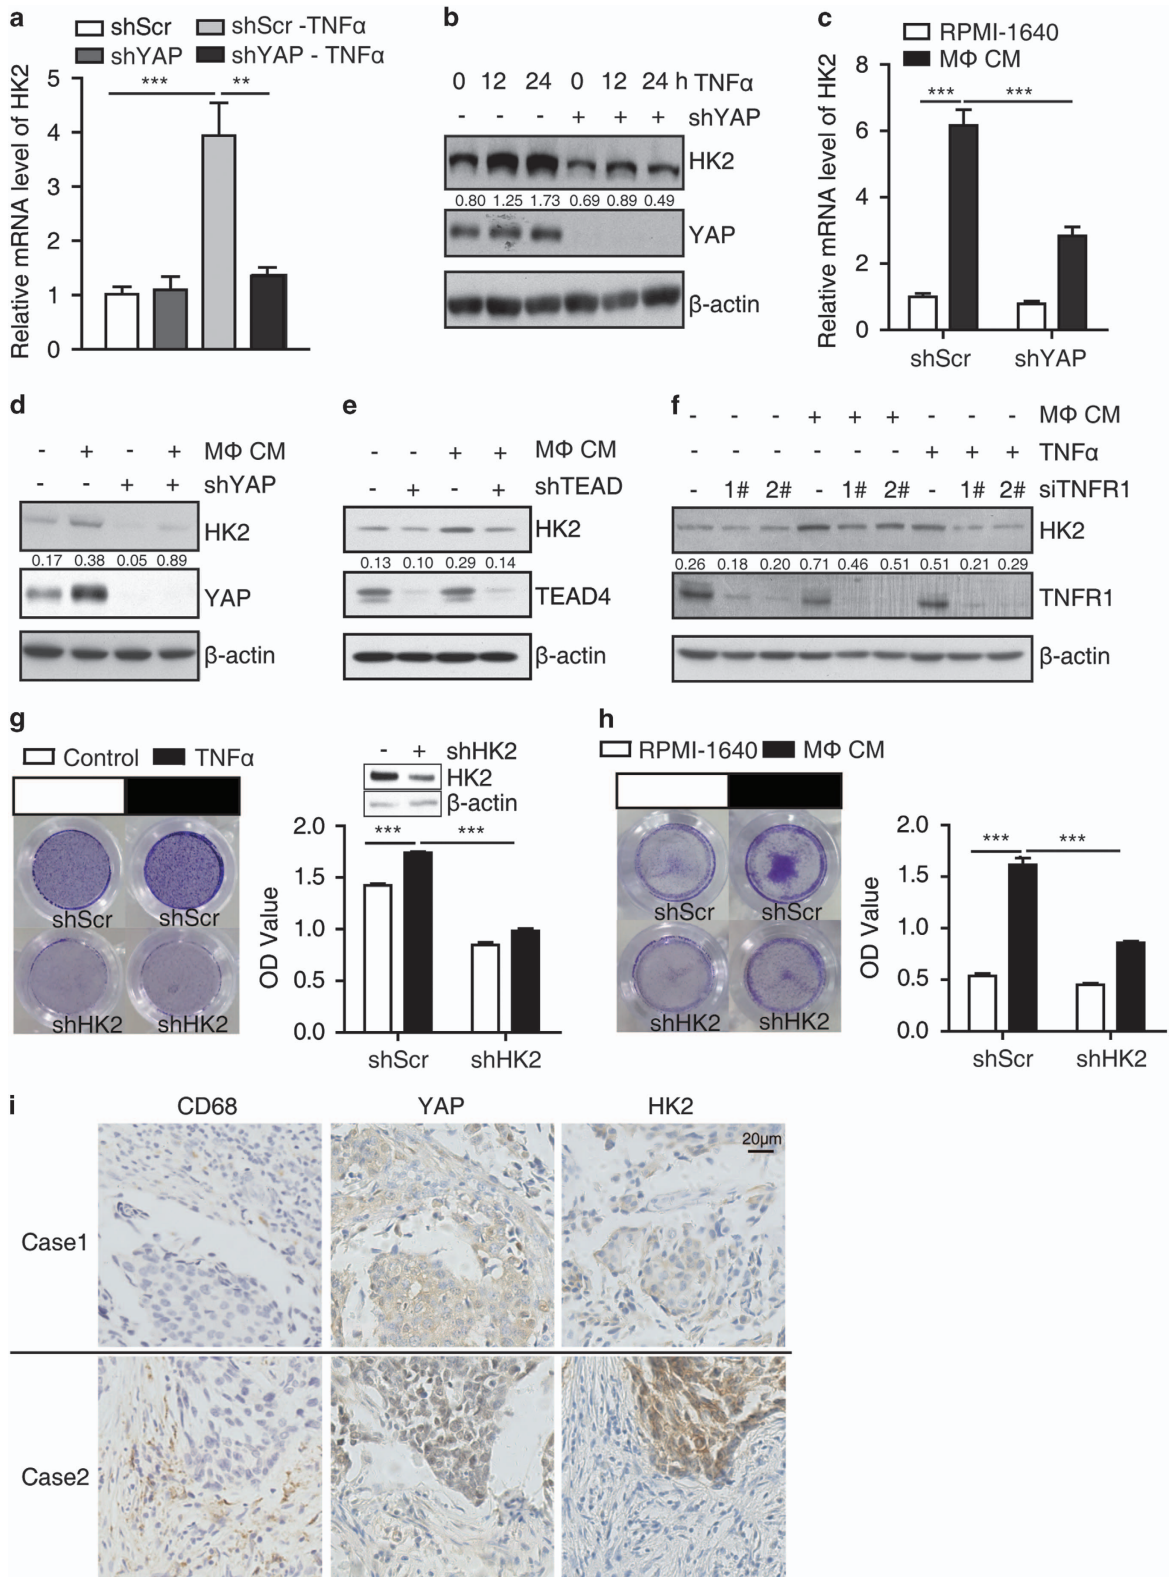 a
shScr
shScr -TNFα
shYAP
shYAP - TNFα
Relative mRNA level of HK2
5
4
3
2
1
0
***
**
b
0 12 24 0 12 24 h TNFα
- - - + + + shYAP
HK2
0.80 1.25 1.73 0.69 0.89 0.49
YAP
β-actin
c
RPMI-1640
MΦ CM
Relative mRNA level of HK2
8
6
4
2
0
***
***
shScr
shYAP
d
- + - + MΦ CM
- - + + shYAP
HK2
0.17 0.38 0.05 0.89
YAP
β-actin
e
- - + + MΦ CM
- + - + shTEAD
HK2
0.13 0.10 0.29 0.14
TEAD4
β-actin
f
- - - + + + - - - MΦ CM
- - - - - - + + + TNFα
- 1# 2# - 1# 2# - 1# 2# siTNFR1
HK2
0.26 0.18 0.20 0.71 0.46 0.51 0.51 0.21 0.29
TNFR1
β-actin
g
Control
TNFα
shScr
shScr
shHK2
shHK2
- + shHK2
HK2
β-actin
OD Value
2.0
1.5
1.0
0.5
0.0
***
***
shScr
shHK2
h
RPMI-1640
MΦ CM
shScr
shScr
shHK2
shHK2
OD Value
2.0
1.5
1.0
0.5
0.0
***
***
shScr
shHK2
i
CD68
YAP
HK2
20μm
Case1
Case2